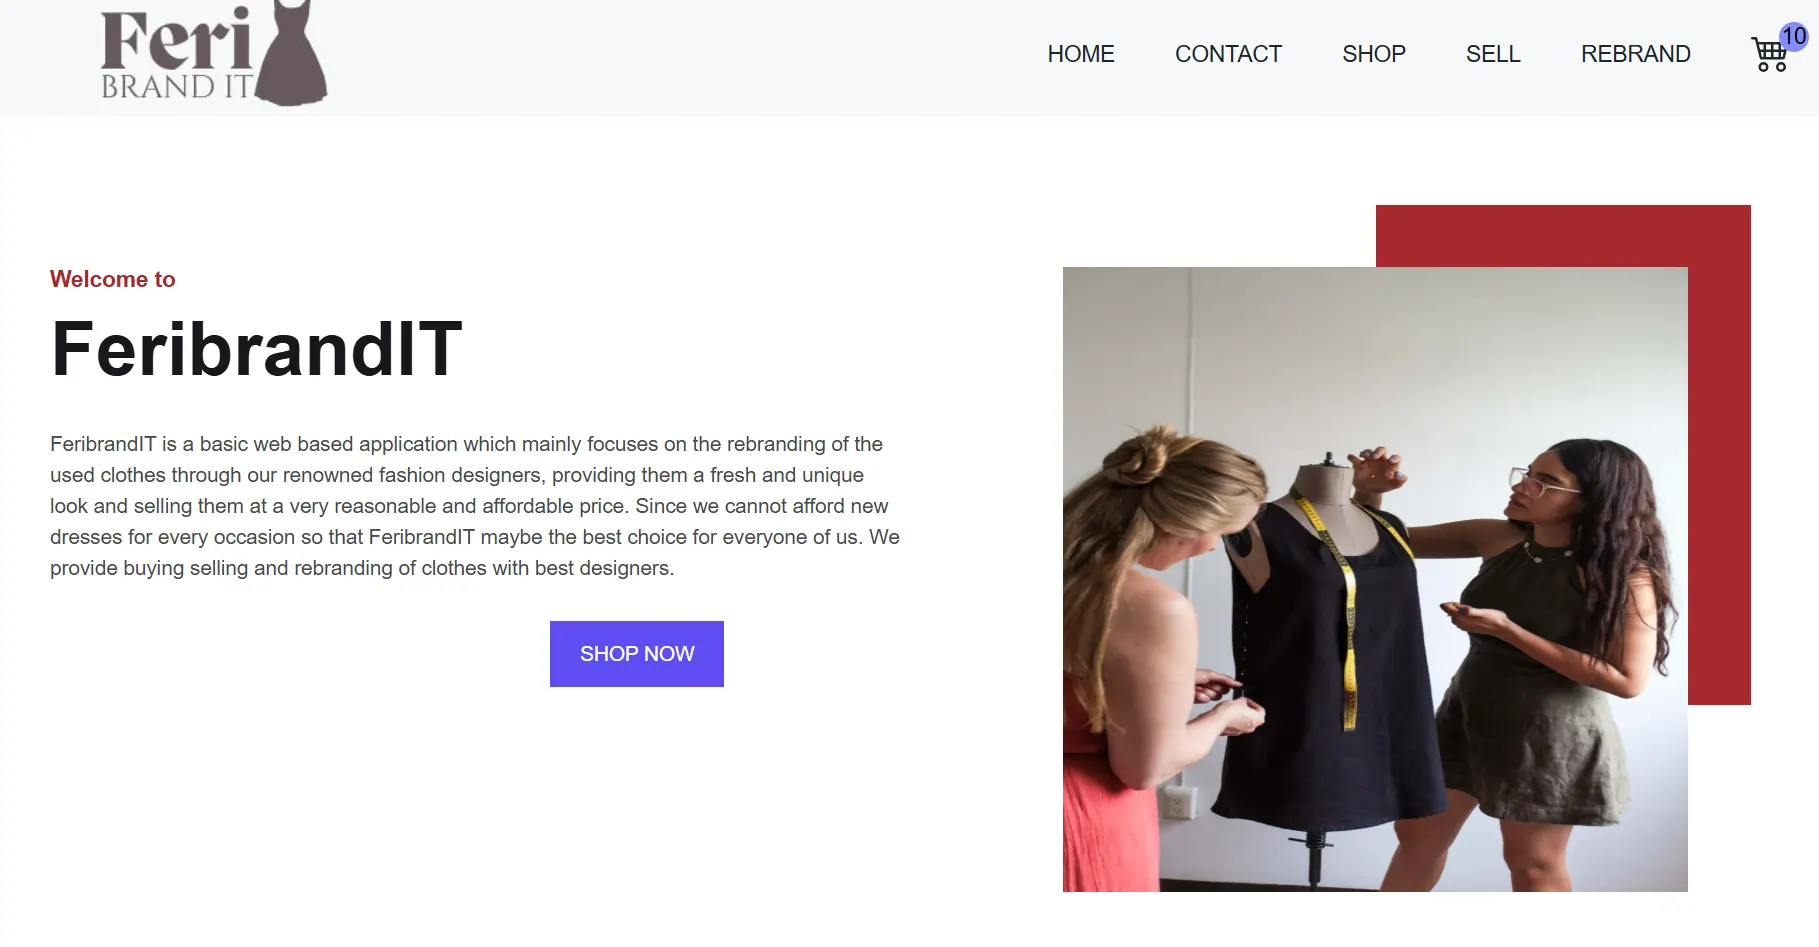 Feri
BRAND IT
HOME
CONTACT
SHOP
SELL
REBRAND
10
Welcome to
FeribrandIT
FeribrandIT is a basic web based application which mainly focuses on the rebranding of the
used clothes through our renowned fashion designers, providing them a fresh and unique
look and selling them at a very reasonable and affordable price. Since we cannot afford new
dresses for every occasion so that FeribrandIT maybe the best choice for everyone of us. We
provide buying selling and rebranding of clothes with best designers.
SHOP NOW